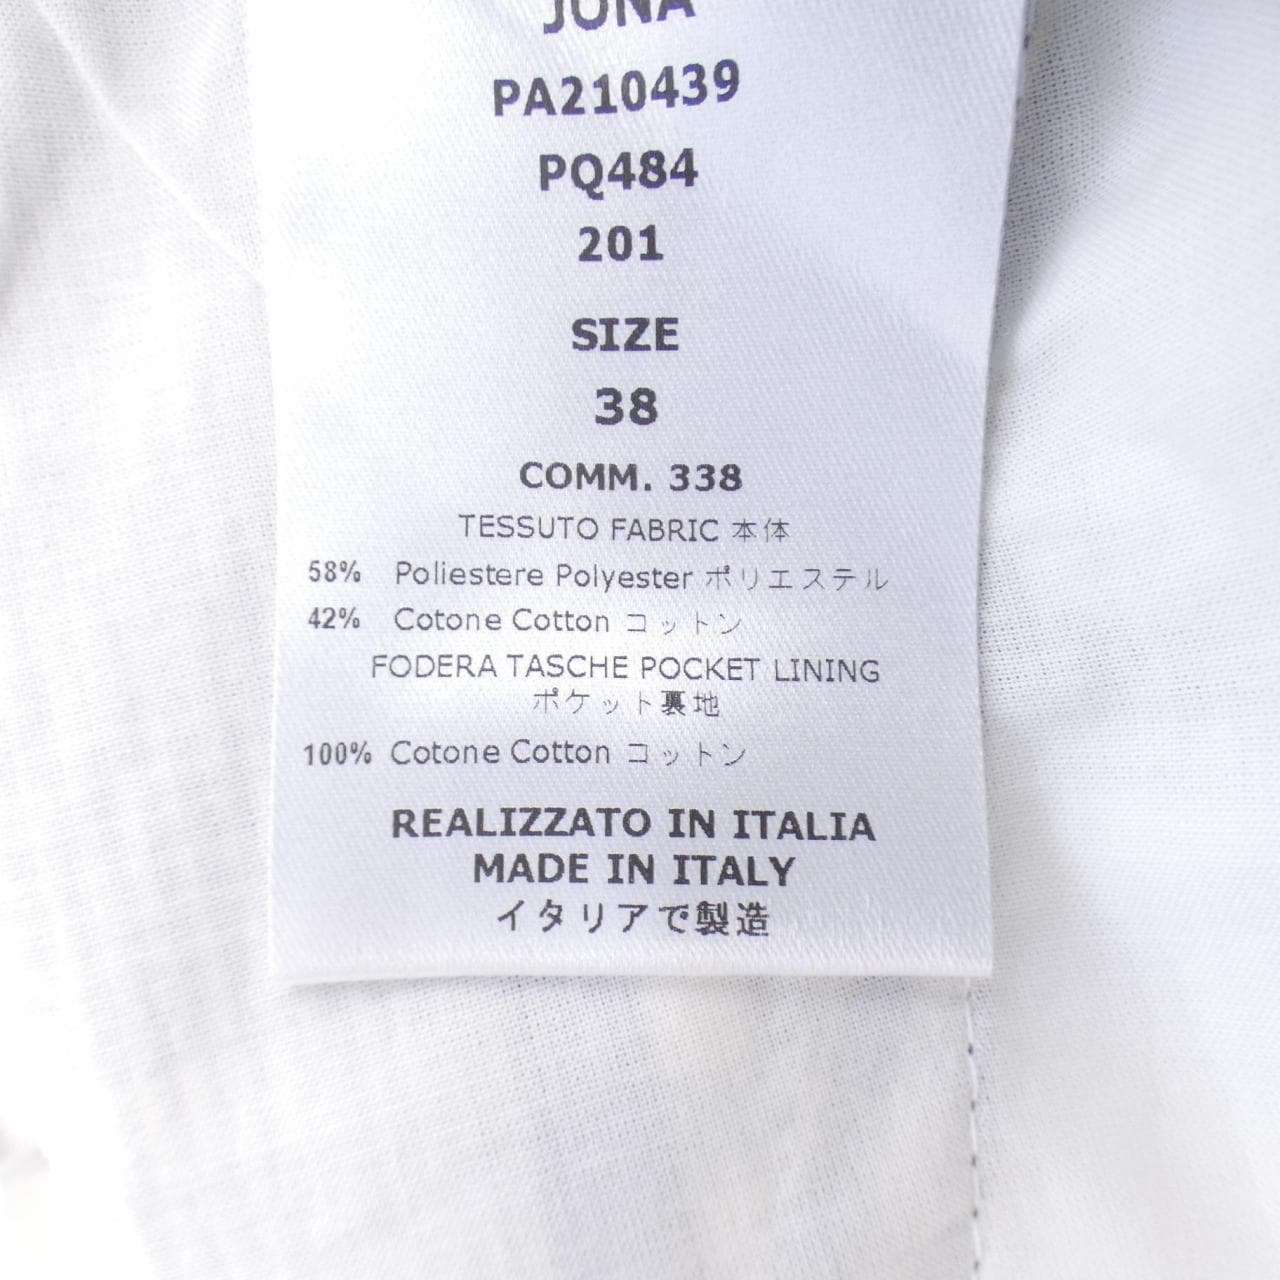 JONA
PA210439
PQ484
201
SIZE
38
COMM. 338
TESSUTO FABRIC 本体
58% Poliestere Polyester ポリエステル
42% Cotone Cotton コットン
FODERA TASCHE POCKET LINING
ポケット裏地
100% Cotone Cotton コットン
REALIZZATO IN ITALIA
MADE IN ITALY
イタリアで製造